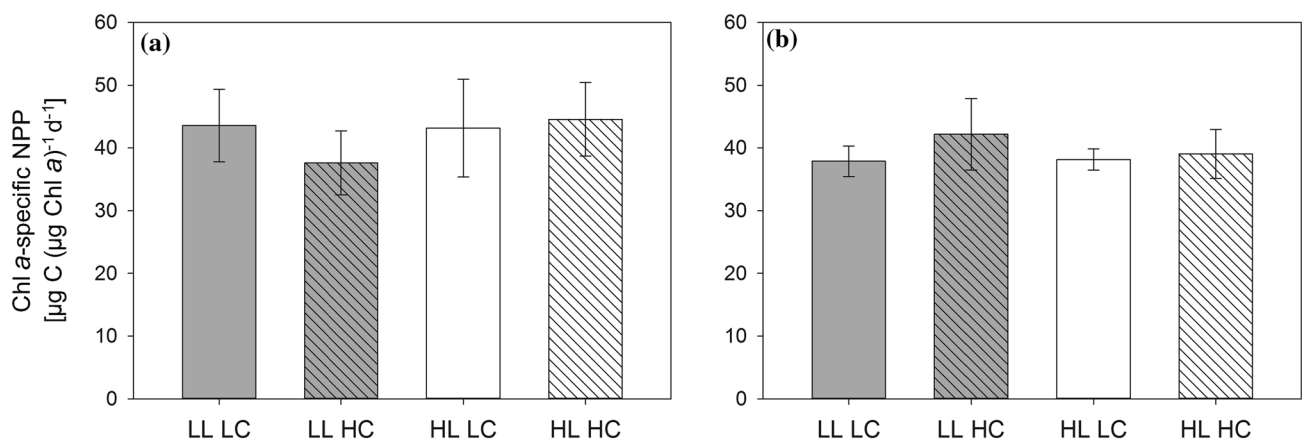 (a)
(b)
Chl a-specific NPP
[µg C (µg Chl a)⁻¹ d⁻¹]
60
50
40
30
20
10
0
LL LC LL HC HL LC HL HC
60
50
40
30
20
10
0
LL LC LL HC HL LC HL HC